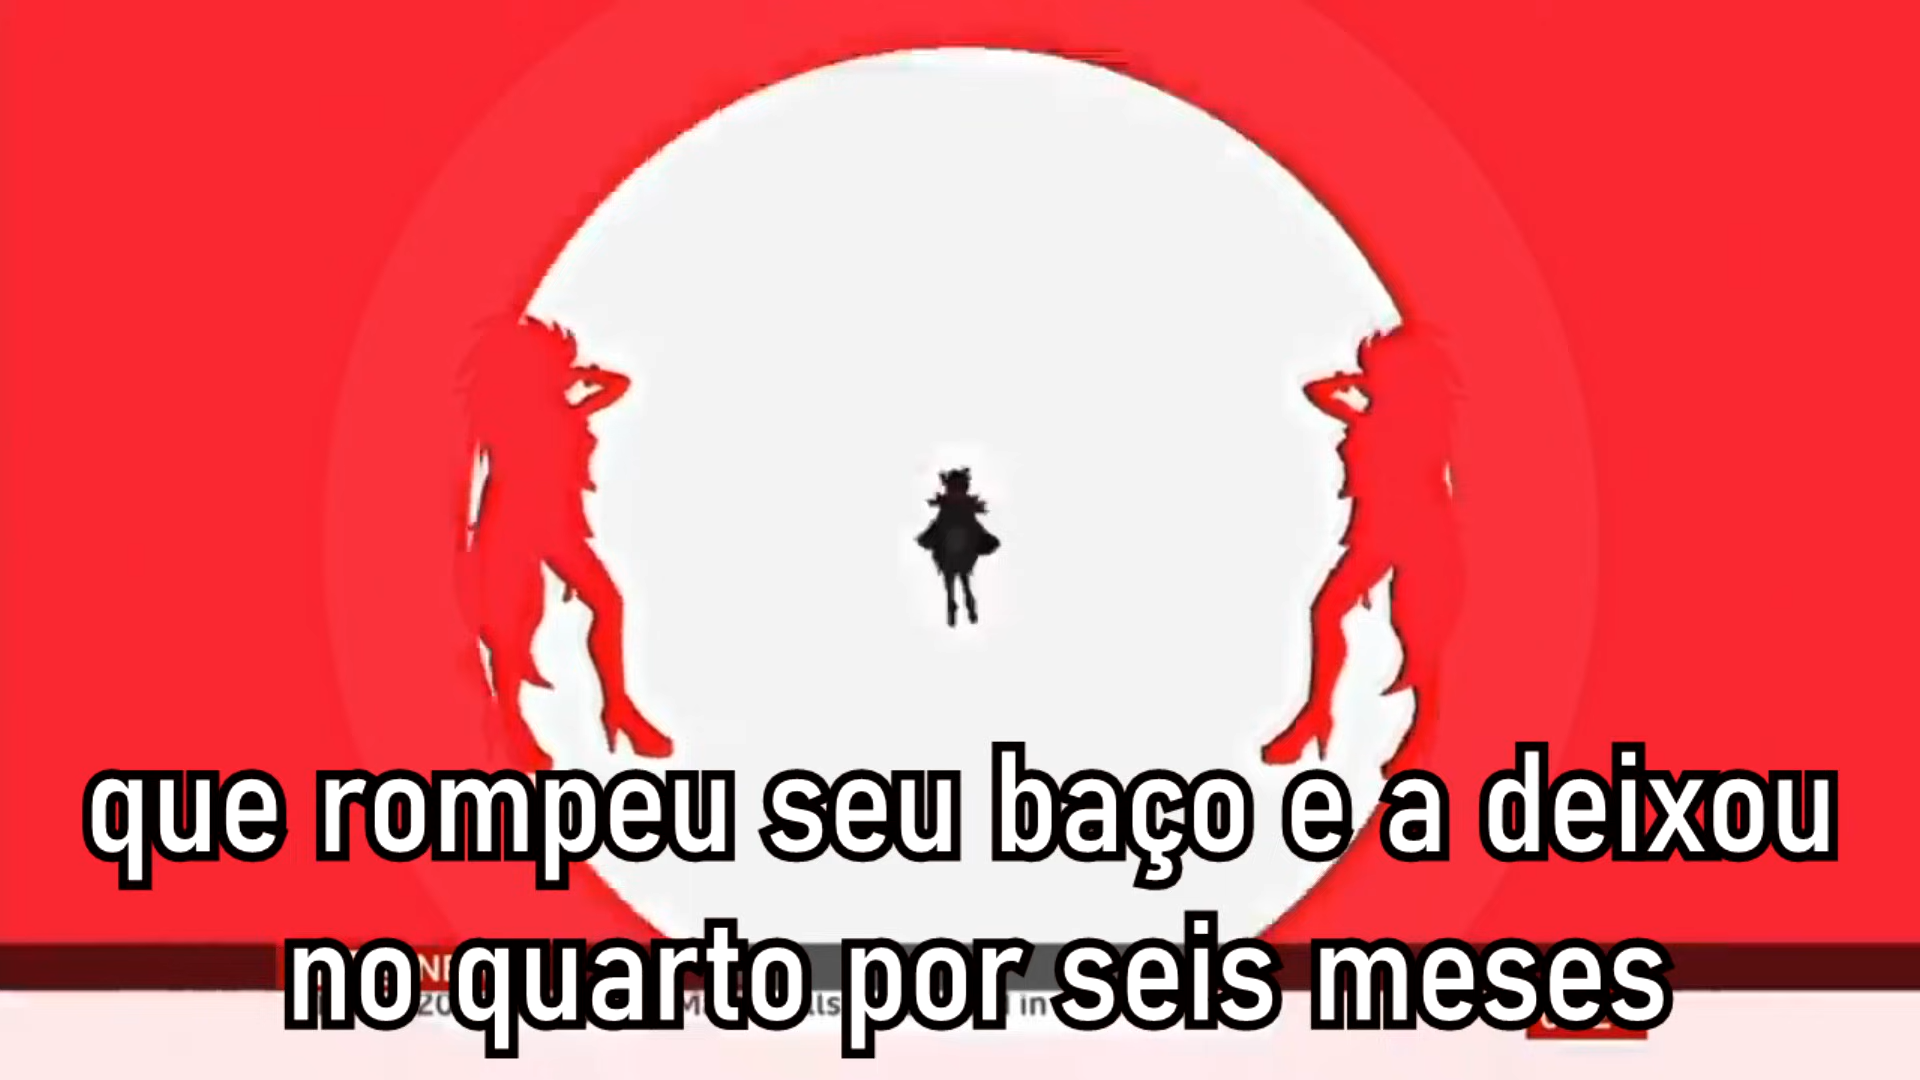 que rompeu seu baço e a deixou
no quarto por seis meses